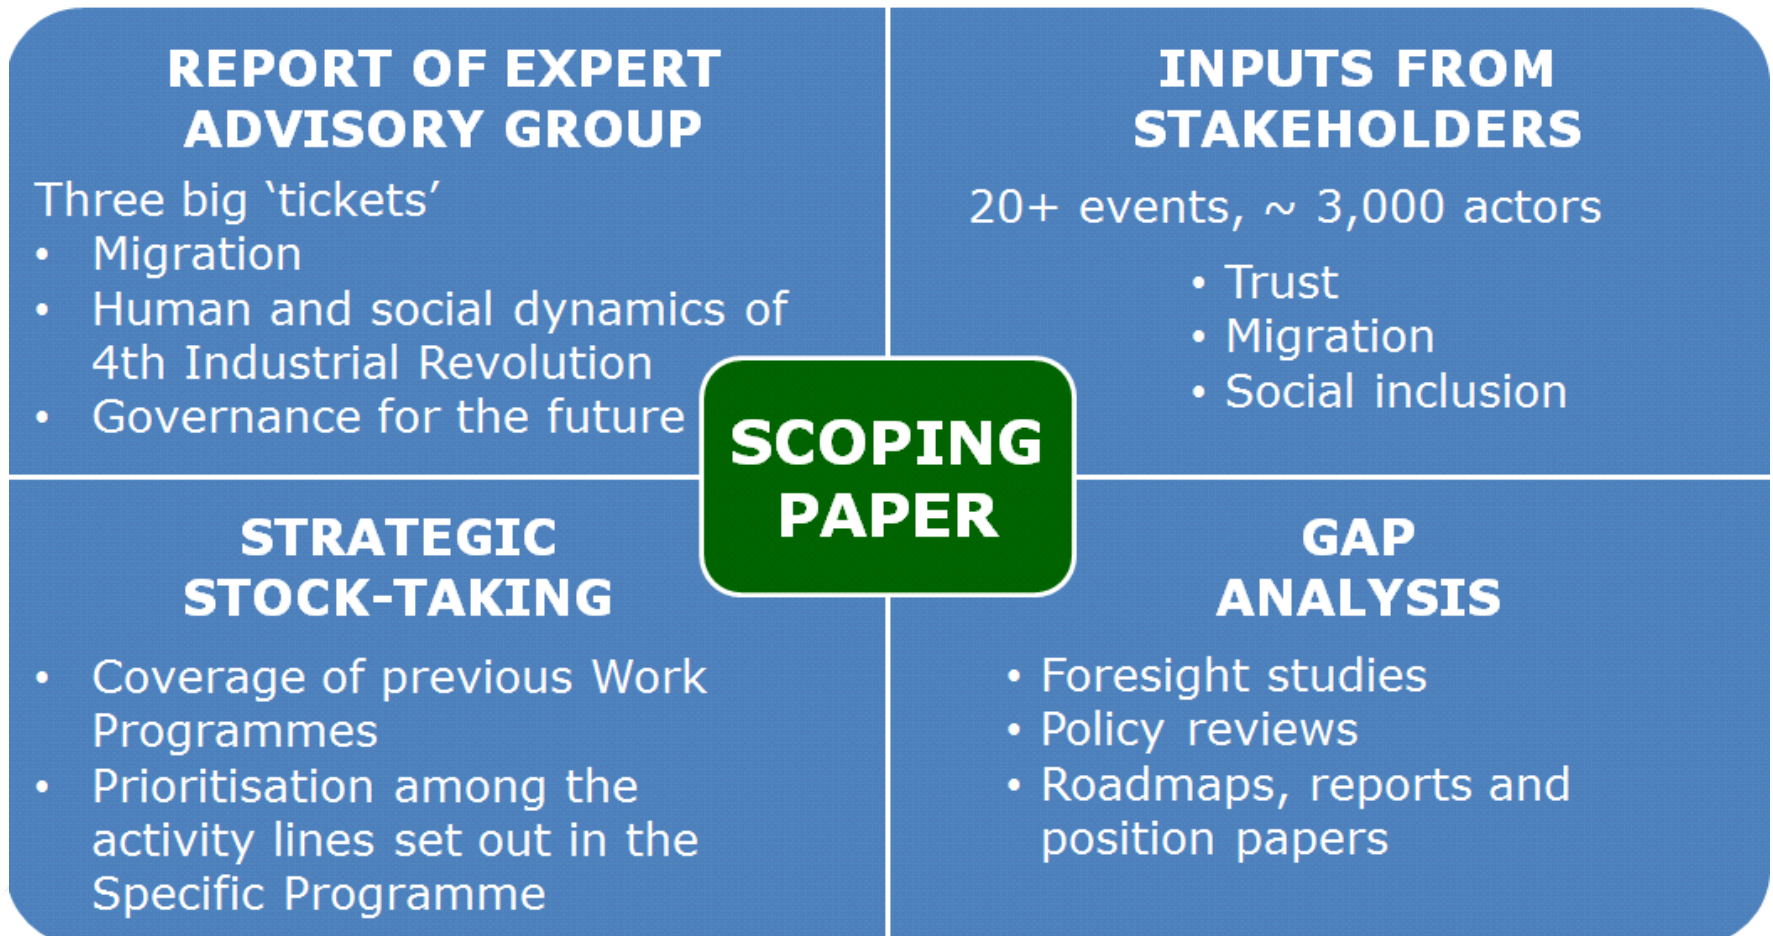 REPORT OF EXPERT
ADVISORY GROUP
Three big ‘tickets’
• Migration
• Human and social dynamics of
4th Industrial Revolution
• Governance for the future
INPUTS FROM
STAKEHOLDERS
20+ events, ~ 3,000 actors
• Trust
• Migration
• Social inclusion
SCOPING
PAPER
STRATEGIC
STOCK-TAKING
• Coverage of previous Work
Programmes
• Prioritisation among the
activity lines set out in the
Specific Programme
GAP
ANALYSIS
• Foresight studies
• Policy reviews
• Roadmaps, reports and
position papers